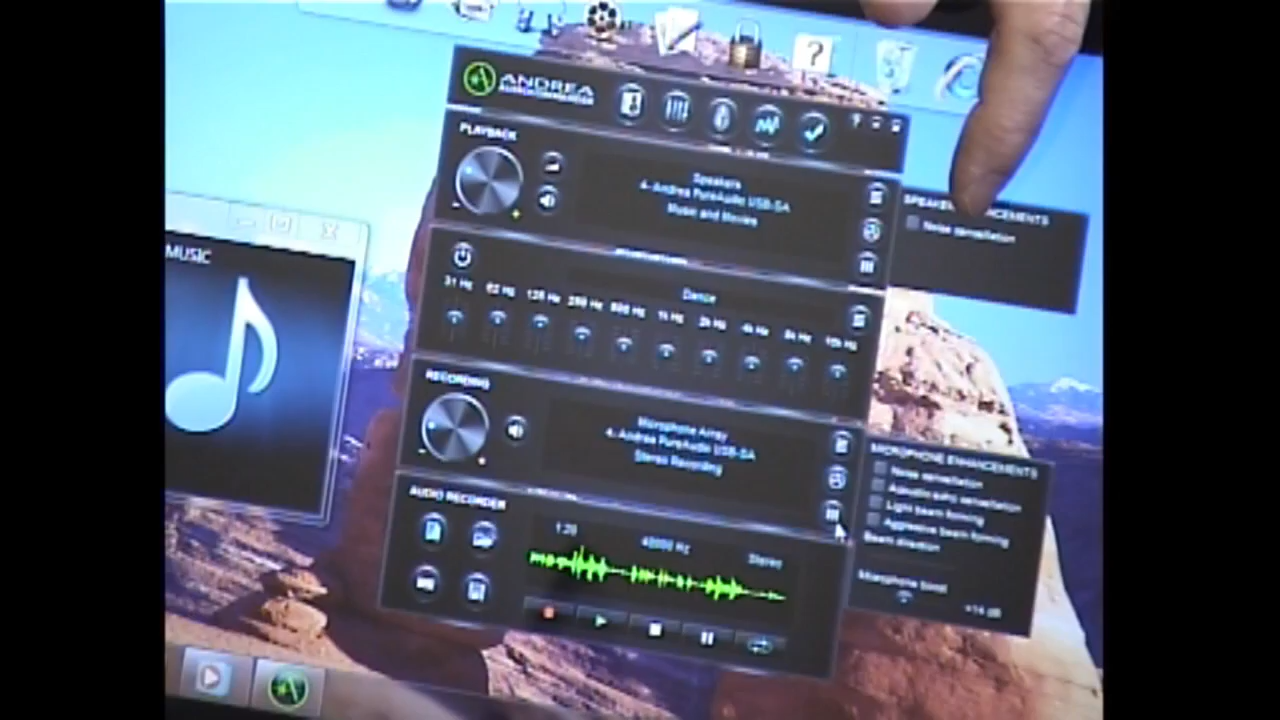 ANDREA
AUDIOCOMMANDER
PLAYBACK
Speakers
4- Andrea PureAudio USB-SA
Music and Movies
SPEAKER ENHANCEMENTS
Noise cancellation
MUSIC
Dance
31 Hz 62 Hz 125 Hz 250 Hz 500 Hz 1k Hz 2k Hz 4k Hz 8k Hz 16k Hz
RECORDING
Microphone Array
4- Andrea PureAudio USB-SA
Stereo Recording
MICROPHONE ENHANCEMENTS
Noise cancellation
Acoustic echo cancellation
Light beam forming
Aggressive beam forming
Beam direction
Microphone boost
+14 dB
AUDIO RECORDER
1:20
48000 Hz
Stereo